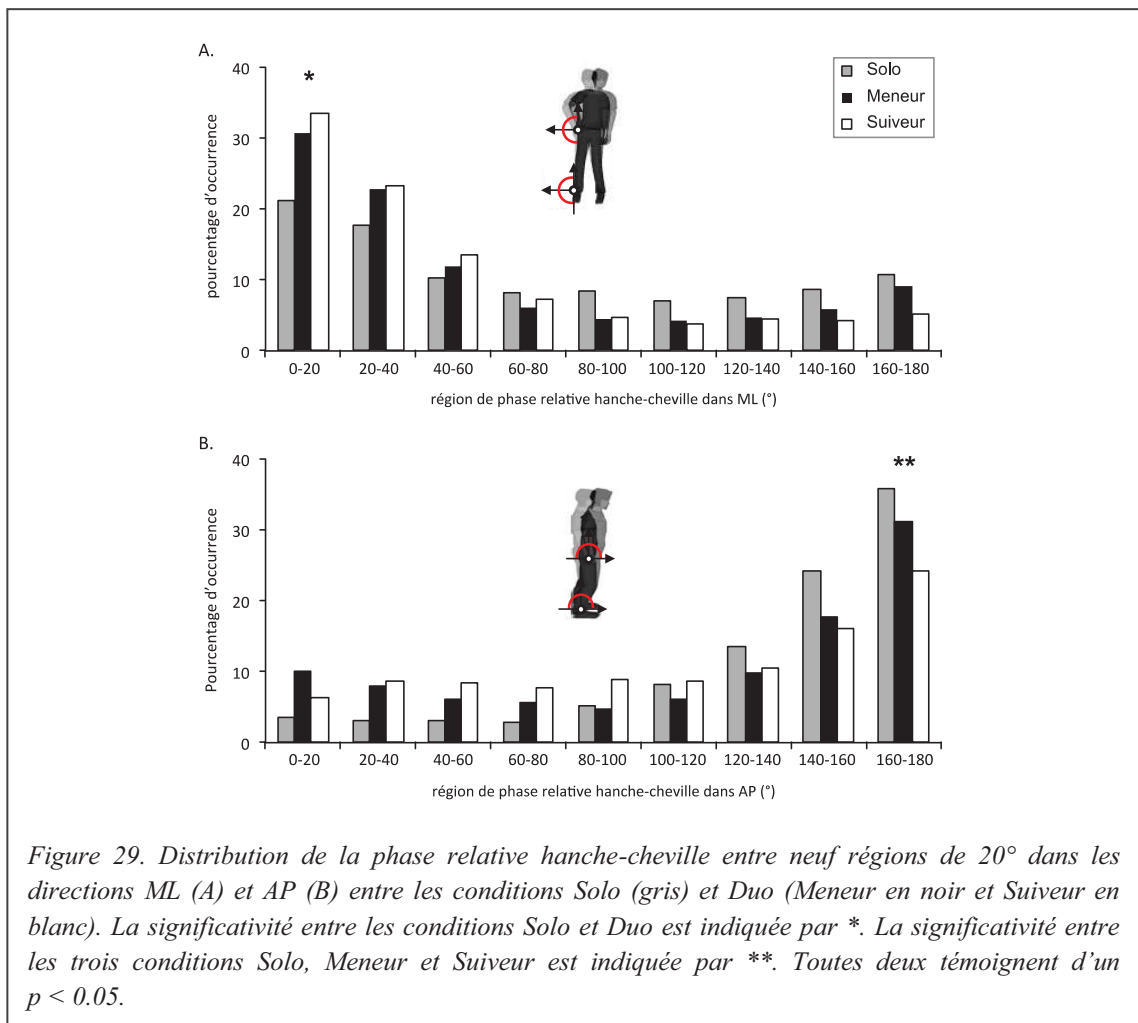 A.
*
Solo
Meneur
Suiveur
pourcentage d'occurrence
40
30
20
10
0
0-20 20-40 40-60 60-80 80-100 100-120 120-140 140-160 160-180
région de phase relative hanche-cheville dans ML (°)
B.
**
Pourcentage d'occurrence
40
30
20
10
0
0-20 20-40 40-60 60-80 80-100 100-120 120-140 140-160 160-180
région de phase relative hanche-cheville dans AP (°)
Figure 29. Distribution de la phase relative hanche-cheville entre neuf régions de 20° dans les
directions ML (A) et AP (B) entre les conditions Solo (gris) et Duo (Meneur en noir et Suiveur en
blanc). La significativité entre les conditions Solo et Duo est indiquée par *. La significativité entre
les trois conditions Solo, Meneur et Suiveur est indiquée par **. Toutes deux témoignent d'un
p < 0.05.